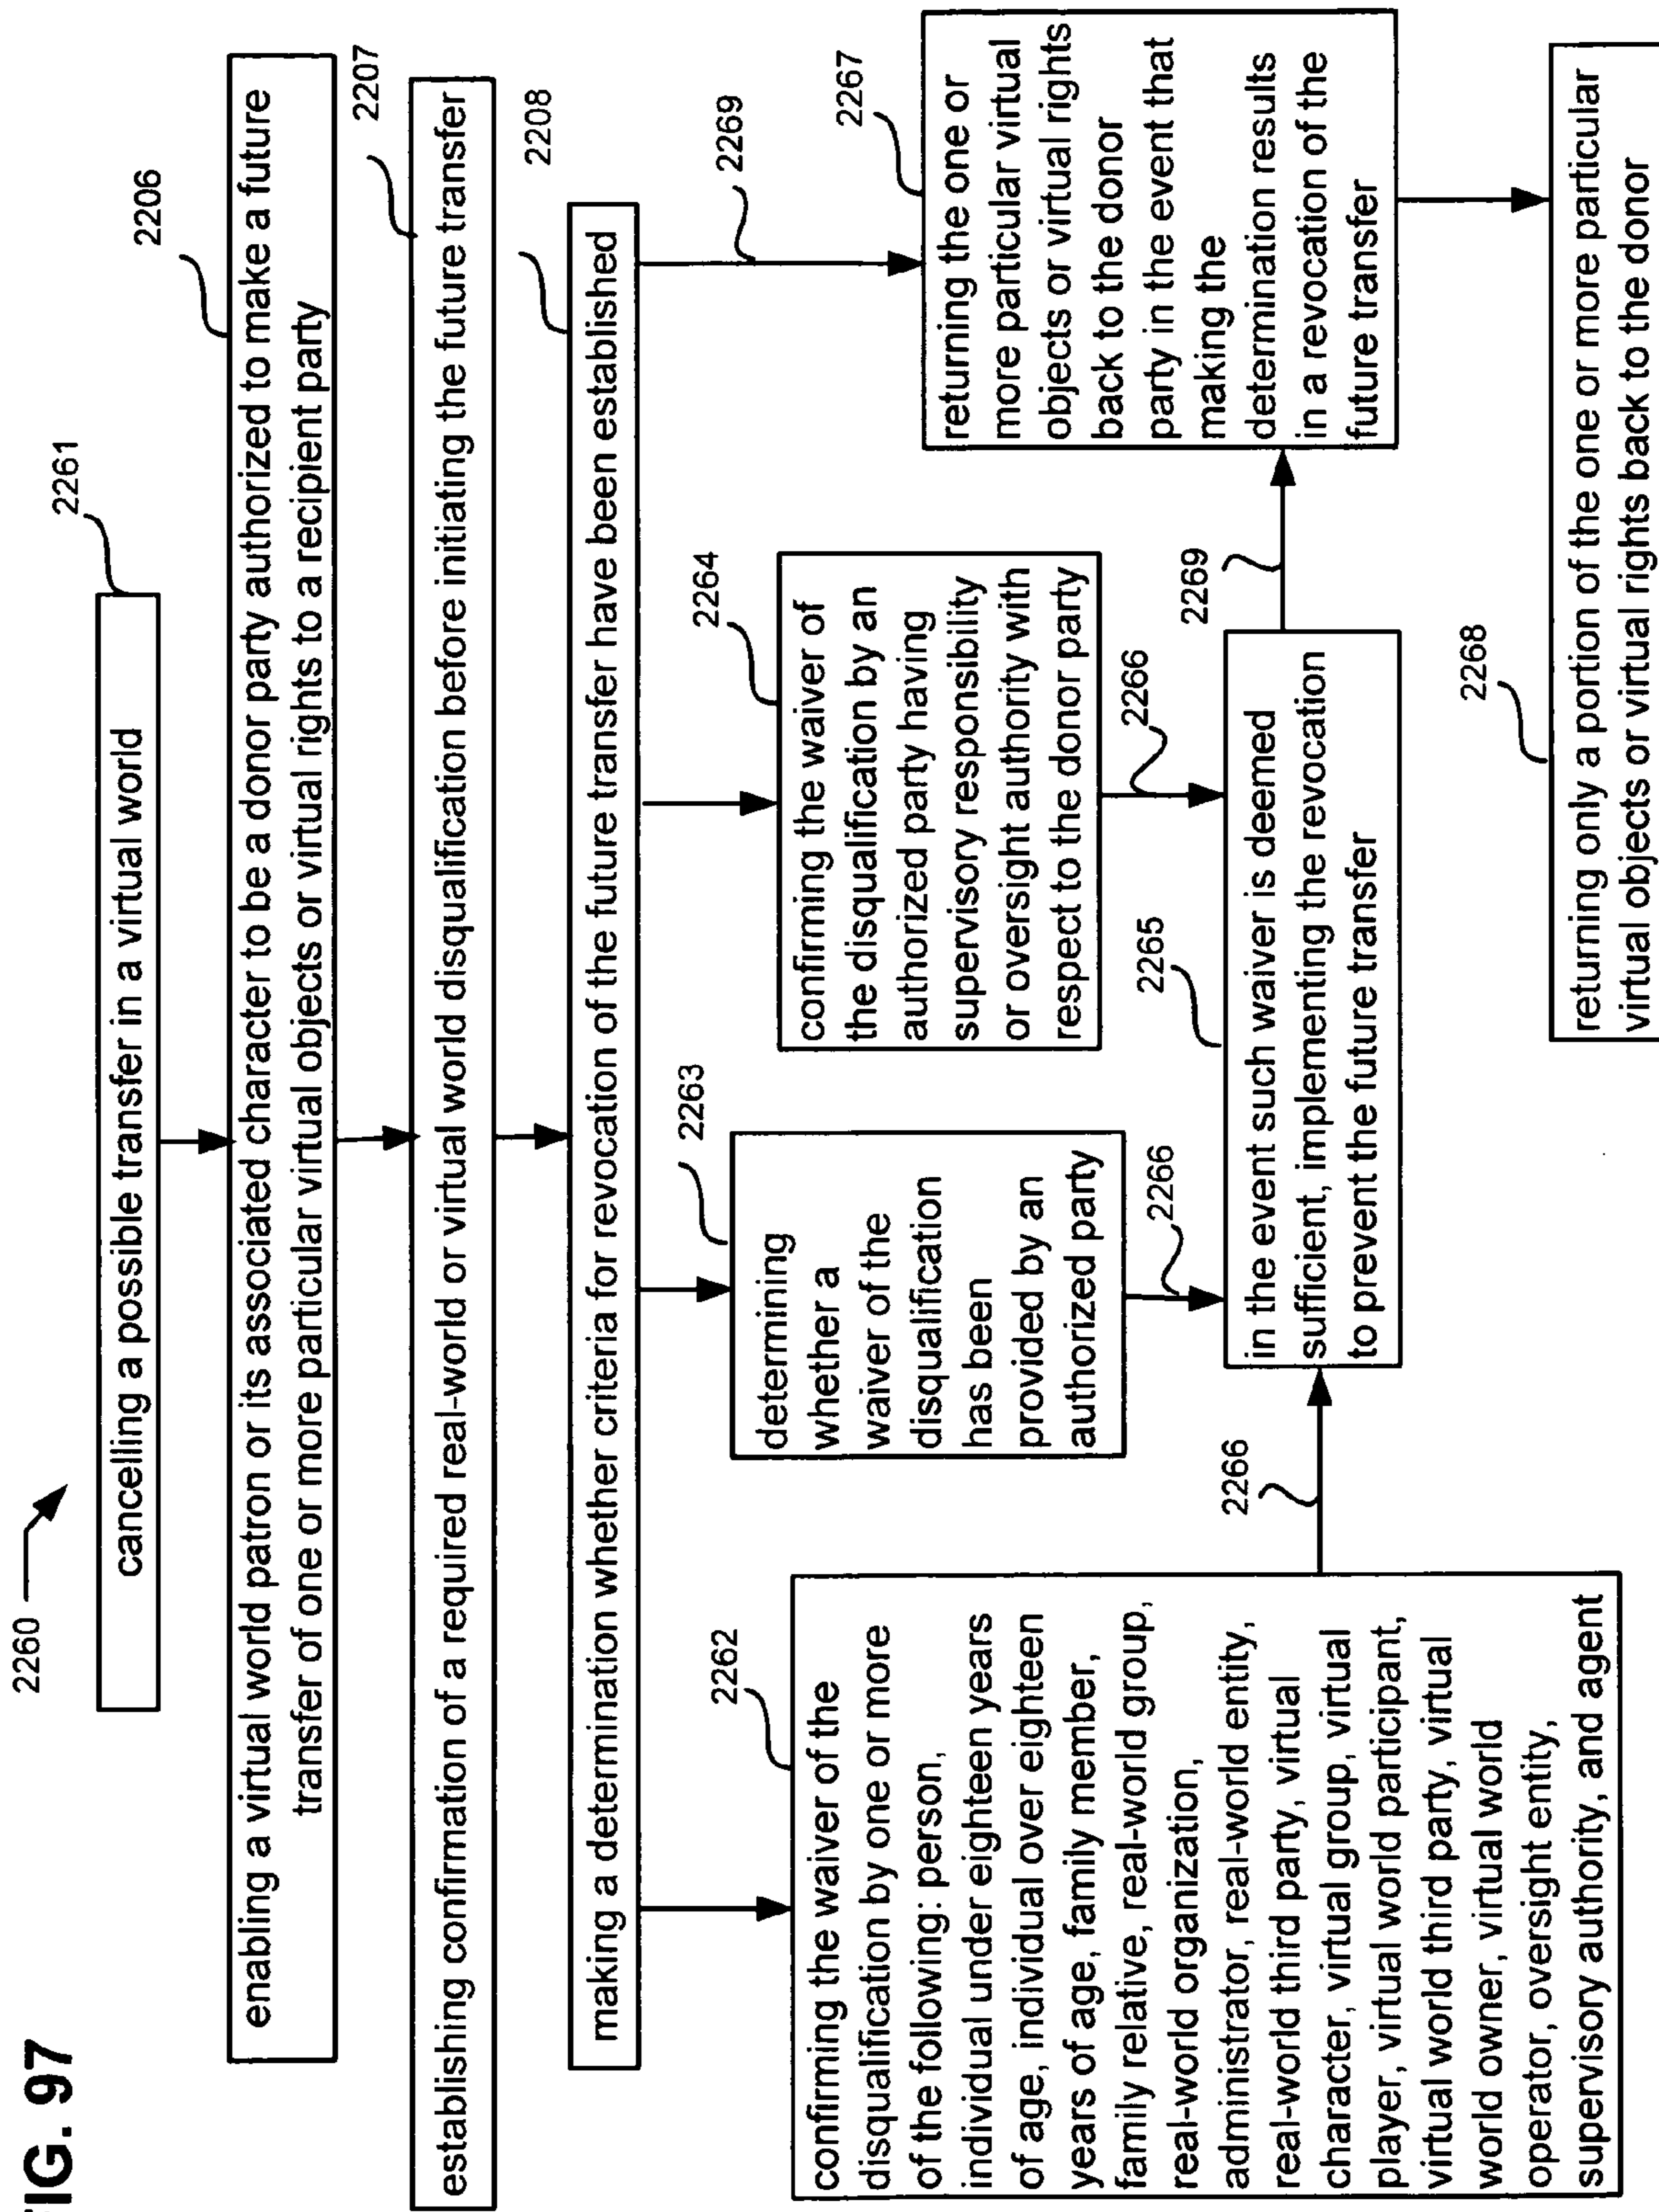 FIG. 97
2260
cancelling a possible transfer in a virtual world
2261
enabling a virtual world patron or its associated character to be a donor party authorized to make a future
transfer of one or more particular virtual objects or virtual rights to a recipient party
2206
establishing confirmation of a required real-world or virtual world disqualification before initiating the future transfer
2207
making a determination whether criteria for revocation of the future transfer have been established
2208
2262
confirming the waiver of the
disqualification by one or more
of the following: person,
individual under eighteen years
of age, individual over eighteen
years of age, family member,
family relative, real-world group,
real-world organization,
administrator, real-world entity,
real-world third party, virtual
character, virtual group, virtual
player, virtual world participant,
virtual world third party, virtual
world owner, virtual world
operator, oversight entity,
supervisory authority, and agent
2263
determining
whether a
waiver of the
disqualification
has been
provided by an
authorized party
2264
confirming the waiver of
the disqualification by an
authorized party having
supervisory responsibility
or oversight authority with
respect to the donor party
2269
2267
returning the one or
more particular virtual
objects or virtual rights
back to the donor
party in the event that
making the
determination results
in a revocation of the
future transfer
2266
2266
2266
2265
in the event such waiver is deemed
sufficient, implementing the revocation
to prevent the future transfer
2269
2268
returning only a portion of the one or more particular
virtual objects or virtual rights back to the donor